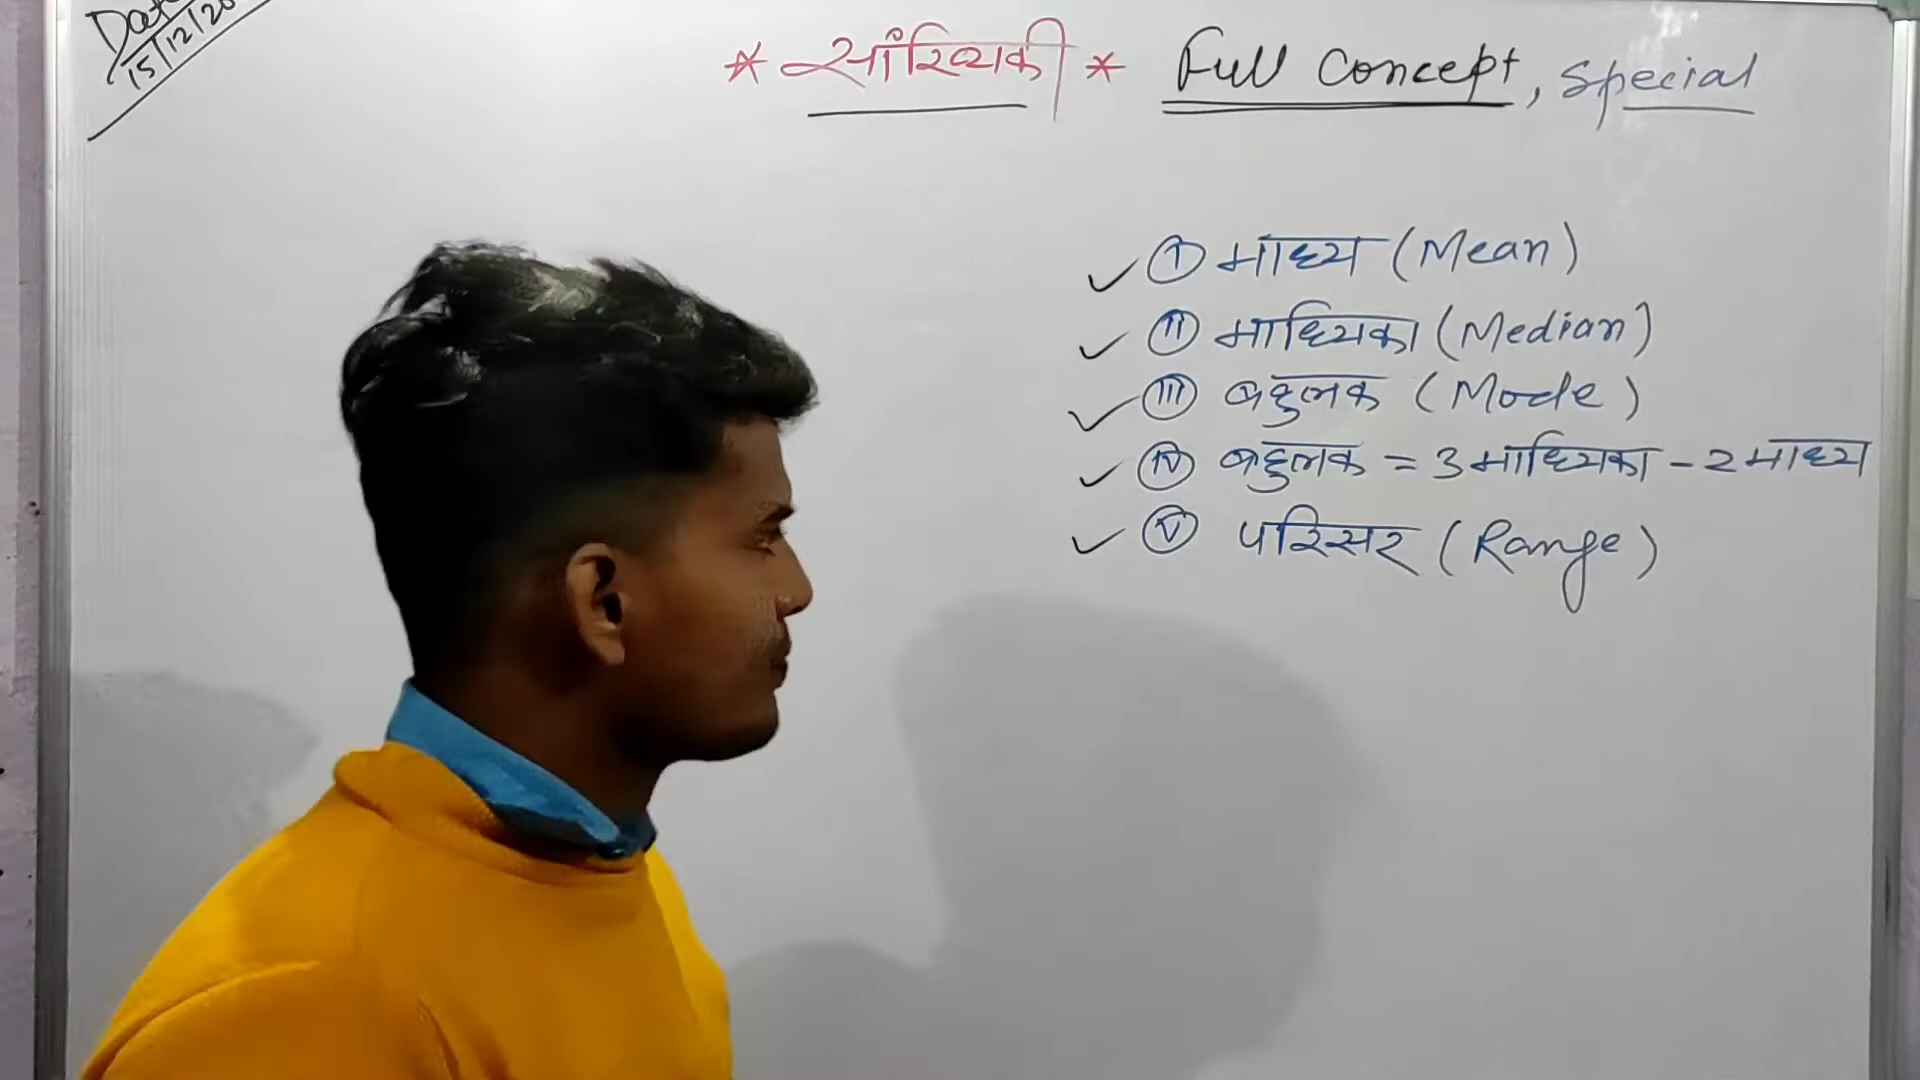 Date
15/12/20
* सांख्यिकी * Full Concept, Special
✓ (I) माध्य (Mean)
✓ (II) माध्यिका (Median)
✓ (III) बहुलक (Mode)
✓ (IV) बहुलक = 3 माध्यिका - 2 माध्य
✓ (V) परिसर (Range)